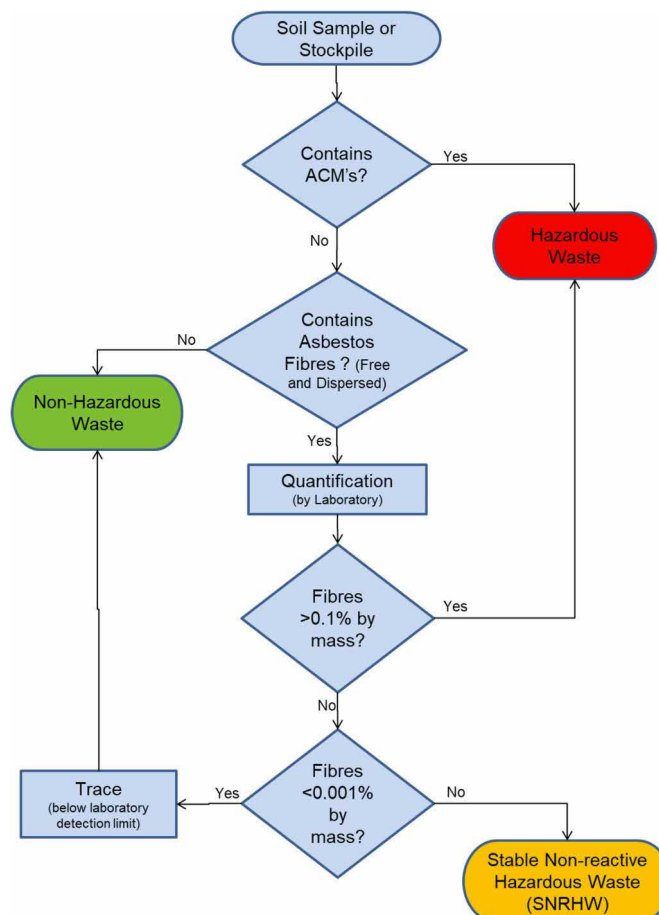 Soil Sample or
Stockpile
Contains
ACM's?
Yes
No
Hazardous
Waste
Contains
Asbestos
Fibres ? (Free
and Dispersed)
No
Non-Hazardous
Waste
Yes
Quantification
(by Laboratory)
Fibres
>0.1% by
mass?
Yes
No
Fibres
<0.001%
by
mass?
Yes
Trace
(below laboratory
detection limit)
No
Stable Non-reactive
Hazardous Waste
(SNRHW)